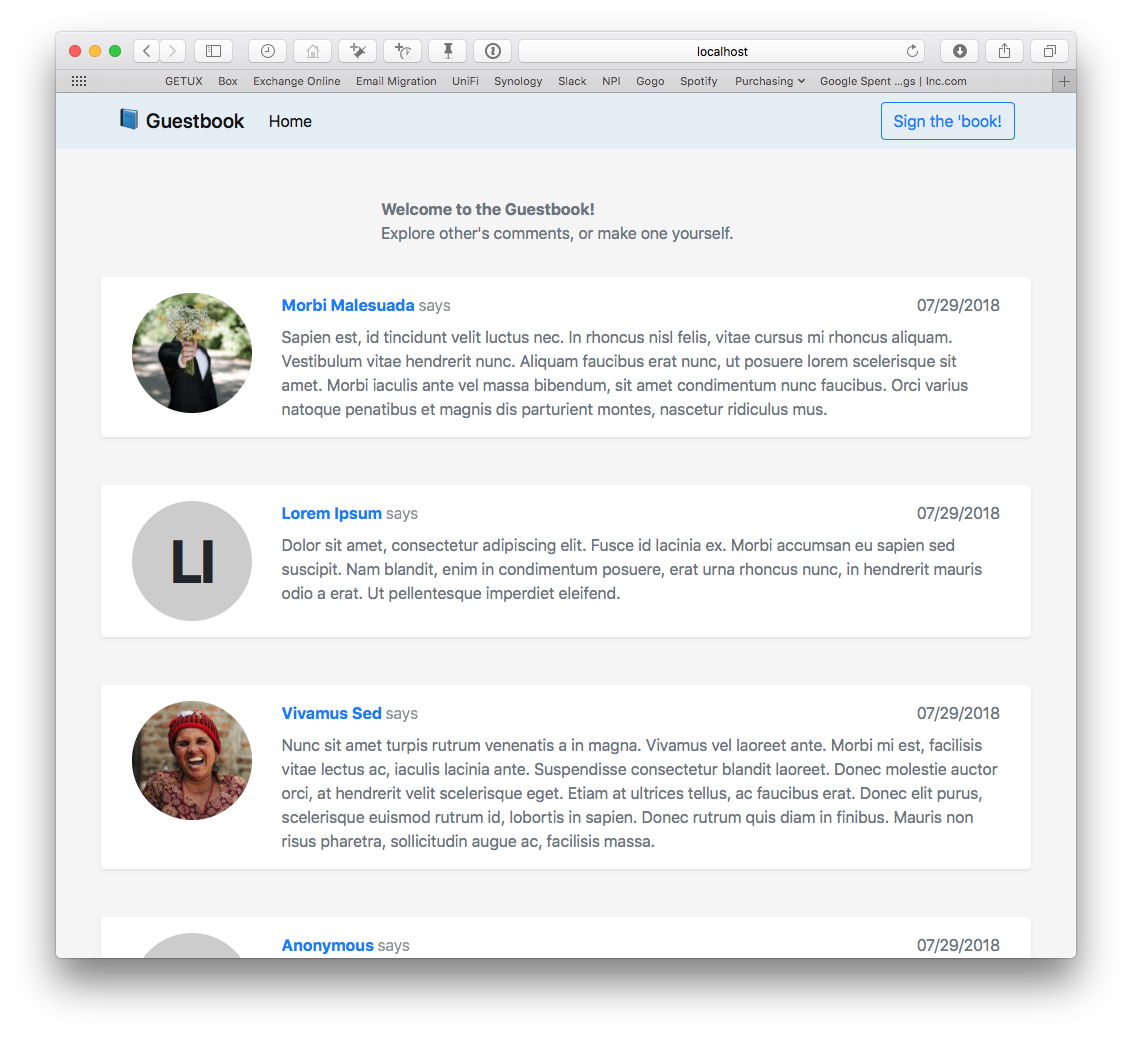 localhost
GETUX Box Exchange Online Email Migration UniFi Synology Slack NPI Gogo Spotify Purchasing Google Spent ...gs | Inc.com
Guestbook Home Sign the 'book!
Welcome to the Guestbook!
Explore other's comments, or make one yourself.
Morbi Malesuada says 07/29/2018
Sapien est, id tincidunt velit luctus nec. In rhoncus nisl felis, vitae cursus mi rhoncus aliquam.
Vestibulum vitae hendrerit nunc. Aliquam faucibus erat nunc, ut posuere lorem scelerisque sit
amet. Morbi iaculis ante vel massa bibendum, sit amet condimentum nunc faucibus. Orci varius
natoque penatibus et magnis dis parturient montes, nascetur ridiculus mus.
LI
Lorem Ipsum says 07/29/2018
Dolor sit amet, consectetur adipiscing elit. Fusce id lacinia ex. Morbi accumsan eu sapien sed
suscipit. Nam blandit, enim in condimentum posuere, erat urna rhoncus nunc, in hendrerit mauris
odio a erat. Ut pellentesque imperdiet eleifend.
Vivamus Sed says 07/29/2018
Nunc sit amet turpis rutrum venenatis a in magna. Vivamus vel laoreet ante. Morbi mi est, facilisis
vitae lectus ac, iaculis lacinia ante. Suspendisse consectetur blandit laoreet. Donec molestie auctor
orci, at hendrerit velit scelerisque eget. Etiam at ultrices tellus, ac faucibus erat. Donec elit purus,
scelerisque euismod rutrum id, lobortis in sapien. Donec rutrum quis diam in finibus. Mauris non
risus pharetra, sollicitudin augue ac, facilisis massa.
Anonymous says 07/29/2018